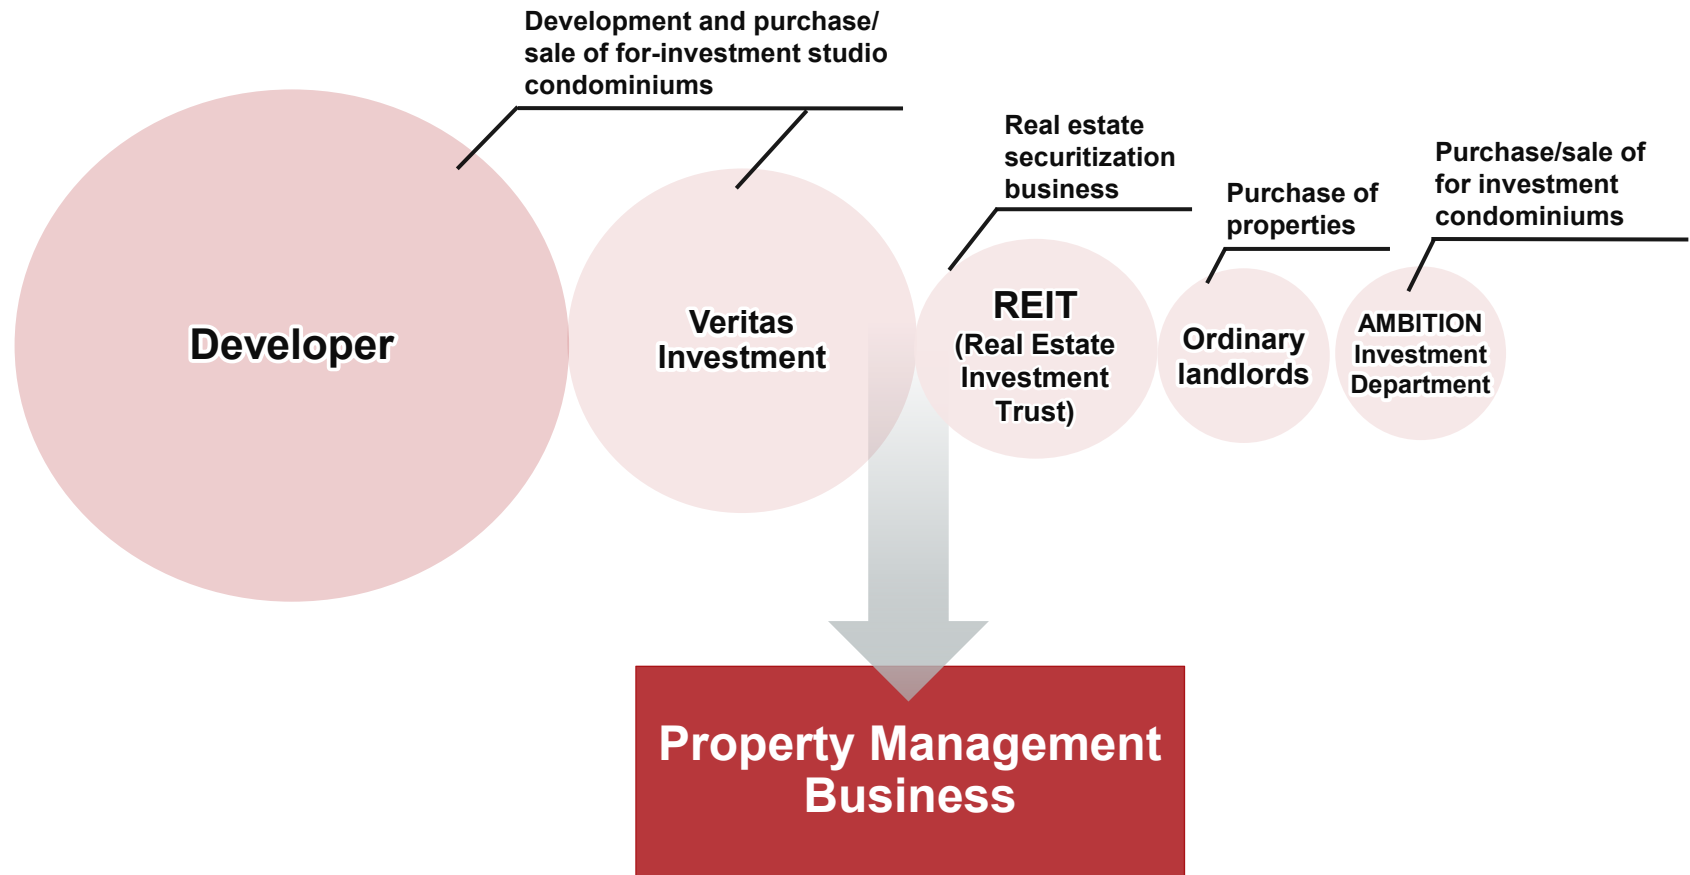 Development and purchase/
sale of for-investment studio
condominiums
Real estate
securitization
business
Purchase of
properties
Purchase/sale of
for investment
condominiums
Developer
Veritas
Investment
REIT
(Real Estate
Investment
Trust)
Ordinary
landlords
AMBITION
Investment
Department
Property Management
Business